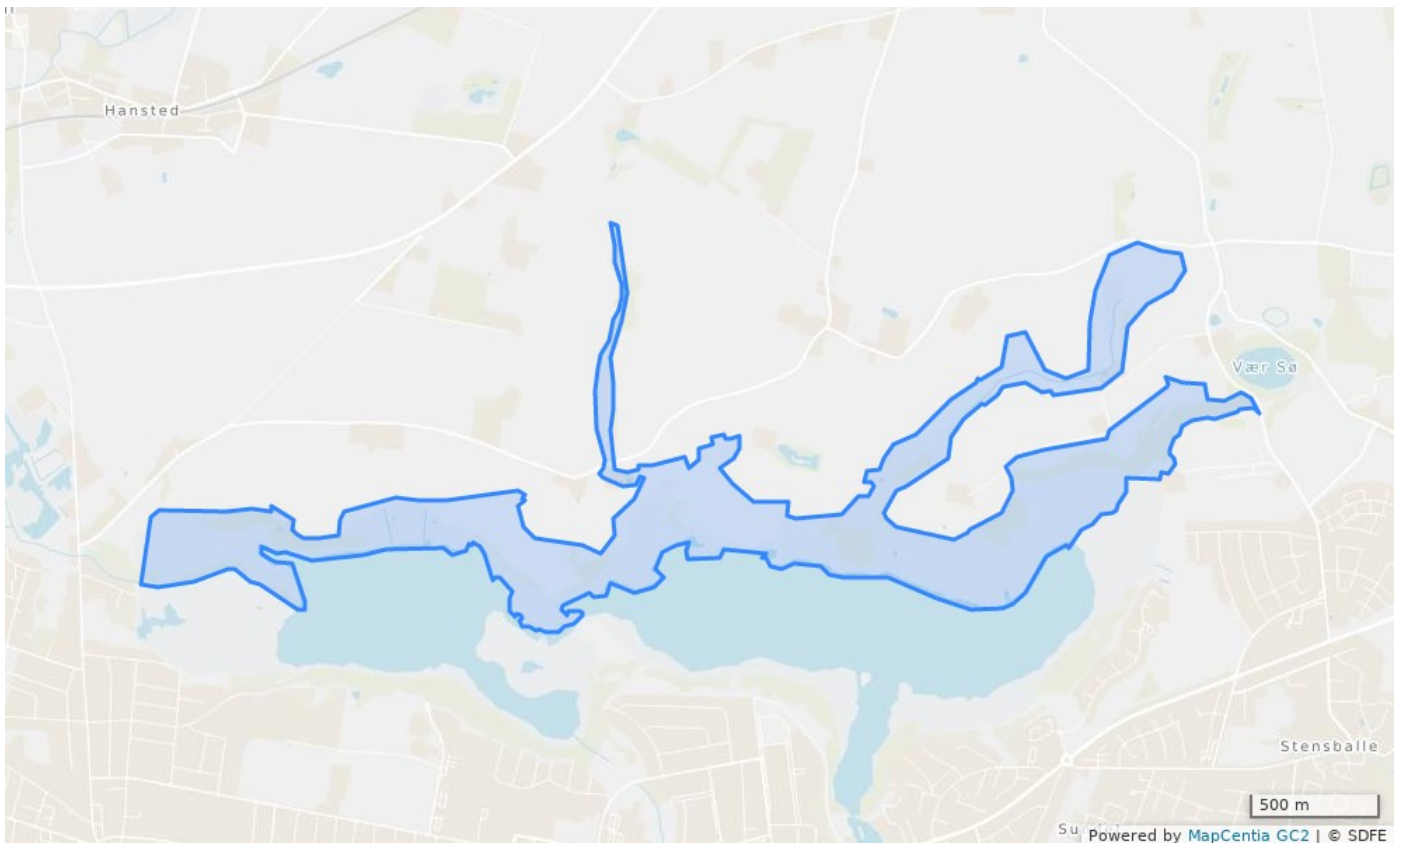 Hansted
Vær Sø
Stensballe
500 m
Powered by MapCentia GC2 | © SDFE